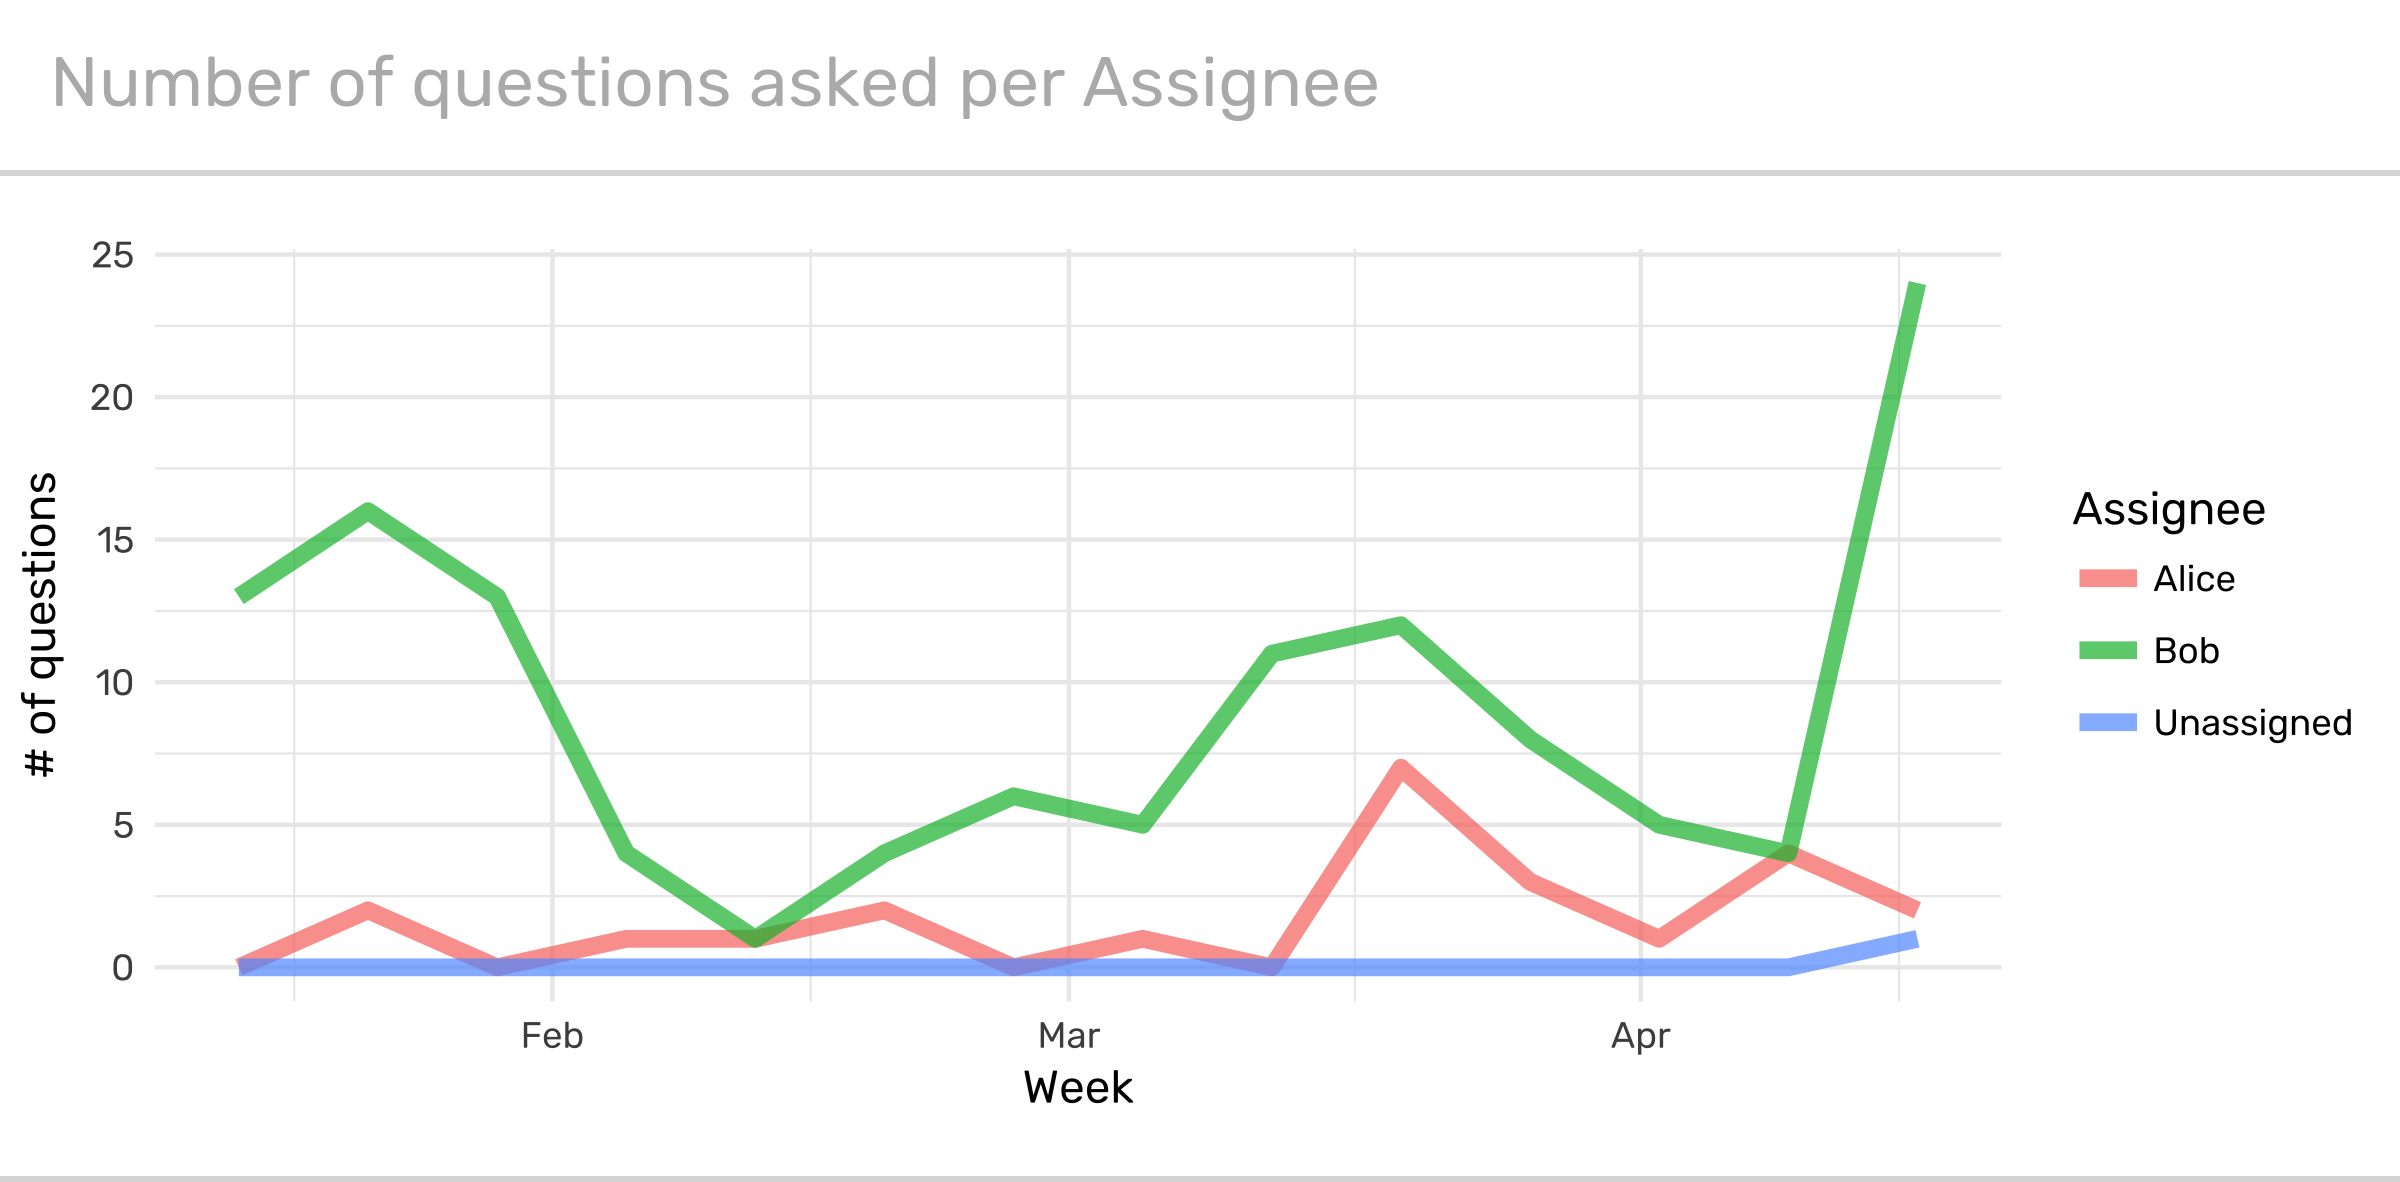 Number of questions asked per Assignee
25
20
15
10
5
0
# of questions
Feb
Mar
Apr
Week
Assignee
Alice
Bob
Unassigned